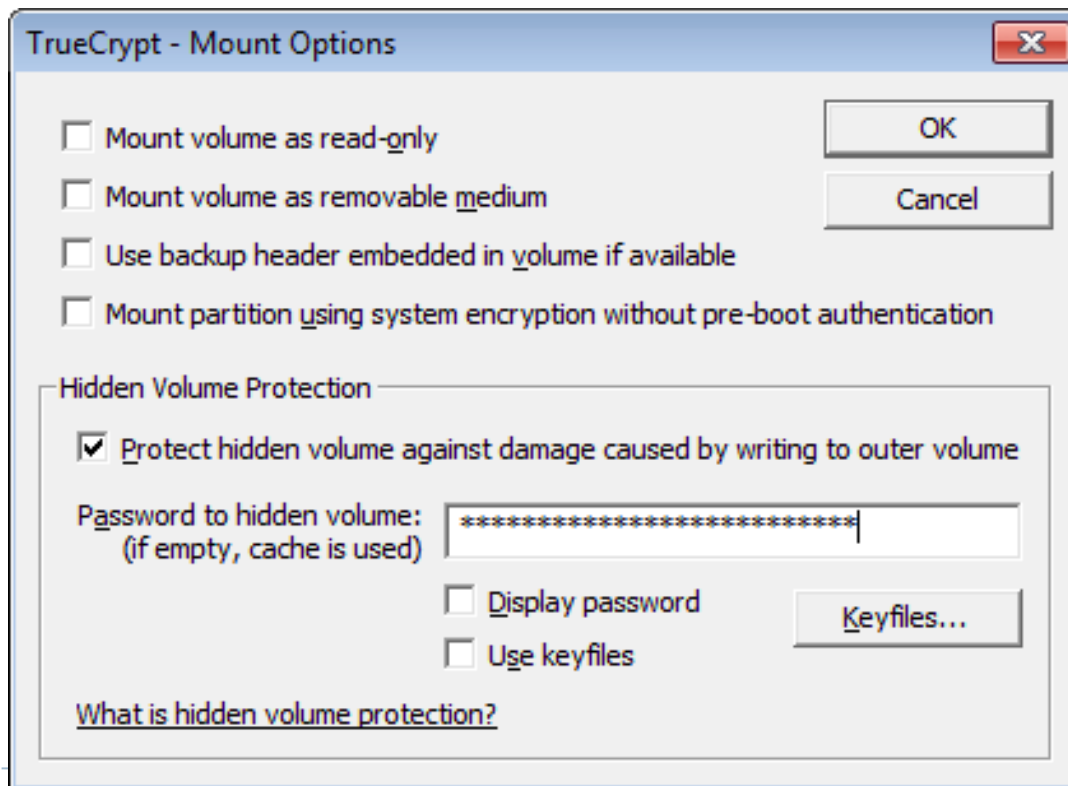 TrueCrypt - Mount Options
Mount volume as read-only
OK
Mount volume as removable medium
Cancel
Use backup header embedded in volume if available
Mount partition using system encryption without pre-boot authentication
Hidden Volume Protection
Protect hidden volume against damage caused by writing to outer volume
Password to hidden volume:
(if empty, cache is used)
**************************
Display password
Keyfiles...
Use keyfiles
What is hidden volume protection?